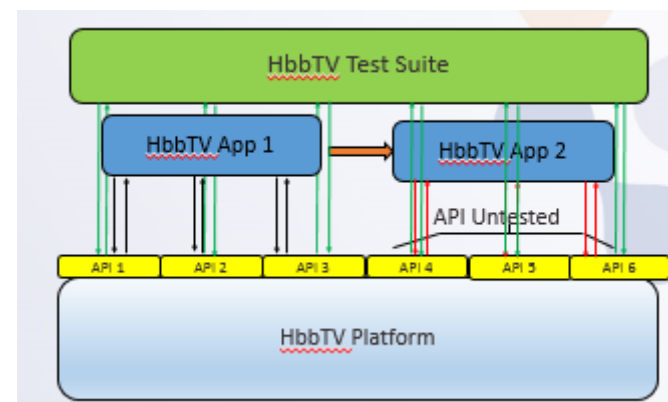 HbbTV Test Suite
HbbTV App 1
HbbTV App 2
API Untested
API 1 API 2 API 3 API 4 API 5 API 6
HbbTV Platform